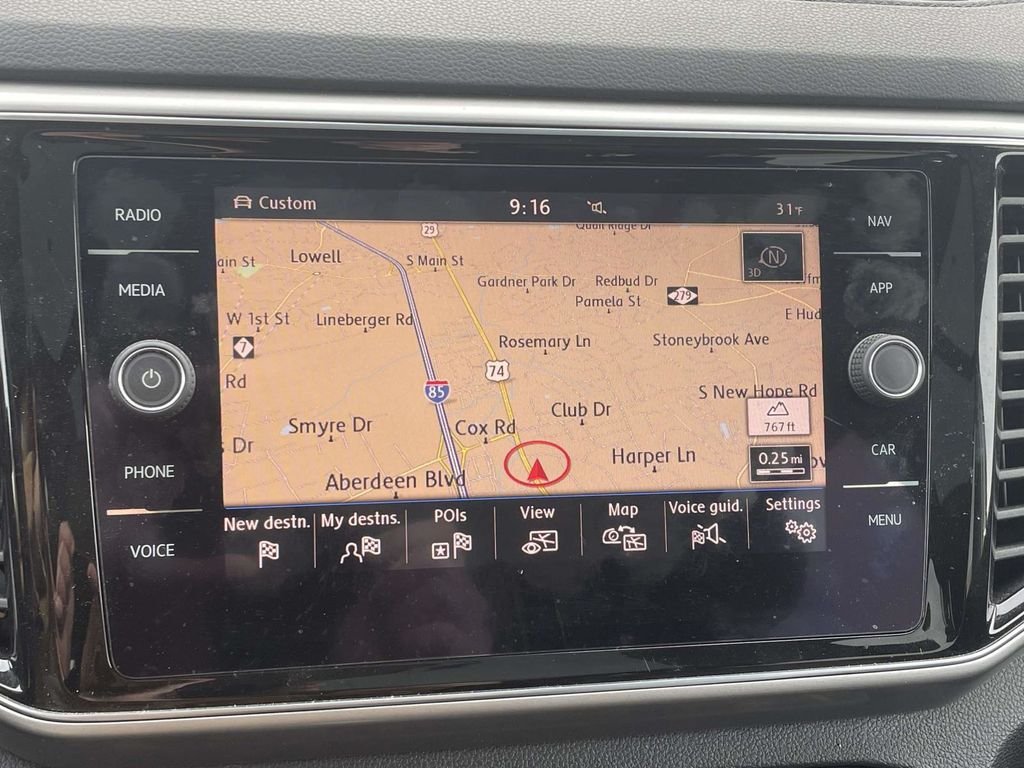 Custom
9:16
31°F
RADIO
MEDIA
PHONE
VOICE
NAV
APP
CAR
MENU
29
Quail Ridge Dr
ain St
Lowell
S Main St
N
3D
Gardner Park Dr
Redbud Dr
279
Pamela St
W 1st St
Lineberger Rd
E Hud
7
Rosemary Ln
Stoneybrook Ave
74
Rd
85
S New Hope Rd
Club Dr
767 ft
Smyre Dr
Cox Rd
Dr
Harper Ln
0.25 mi
Aberdeen Blvd
New destn.
My destns.
POIs
View
Map
Voice guid.
Settings